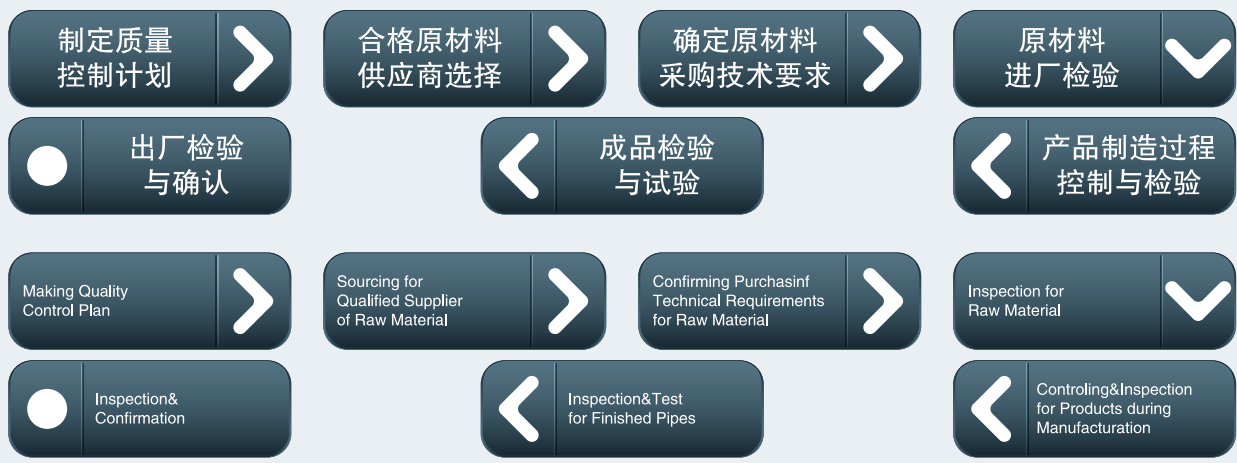 制定质量
控制计划
合格原材料
供应商选择
确定原材料
采购技术要求
原材料
进厂检验
出厂检验
与确认
成品检验
与试验
产品制造过程
控制与检验
Making Quality
Control Plan
Sourcing for
Qualified Supplier
of Raw Material
Confirming Purchasinf
Technical Requirements
for Raw Material
Inspection for
Raw Material
Inspection&
Confirmation
Inspection&Test
for Finished Pipes
Controling&Inspection
for Products during
Manufacturation